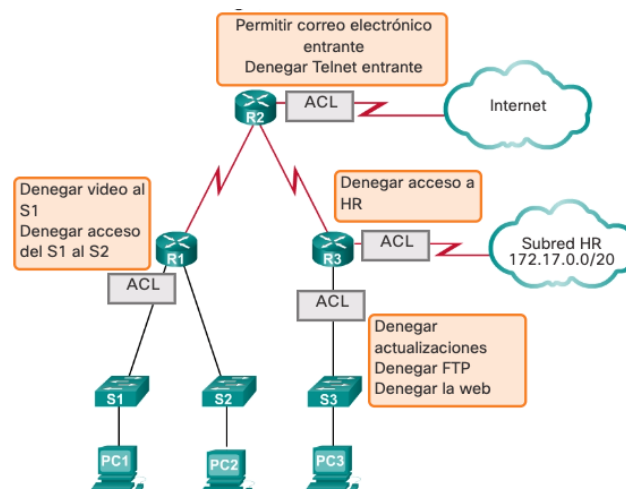 Permitir correo electrónico
entrante
Denegar Telnet entrante
ACL
Internet
R2
Denegar video al
S1
Denegar acceso
del S1 al S2
Denegar acceso a
HR
R1
R3
ACL
Subred HR
172.17.0.0/20
ACL
ACL
Denegar
actualizaciones
Denegar FTP
Denegar la web
S1
S2
S3
PC1
PC2
PC3